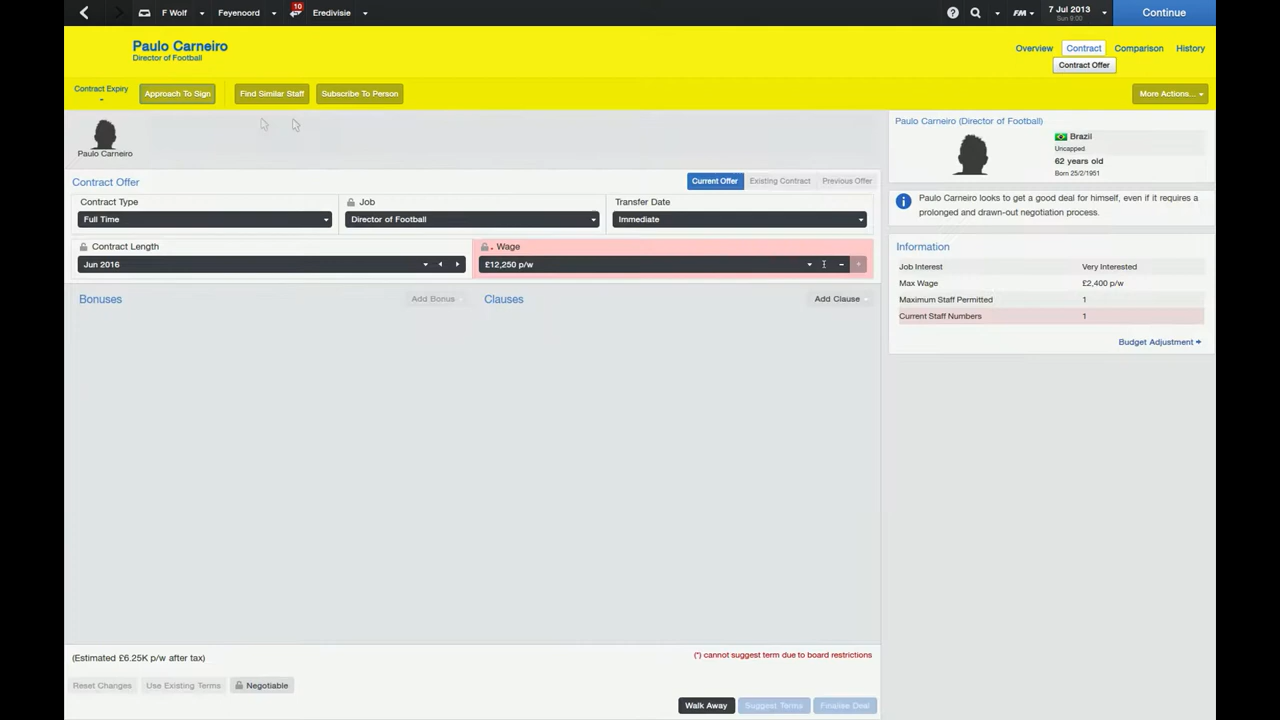 F Wolf
Feyenoord
10
Eredivisie
FM
7 Jul 2013
Sun 9:00
Continue
Paulo Carneiro
Director of Football
Overview
Contract
Comparison
History
Contract Offer
Contract Expiry
Approach To Sign
Find Similar Staff
Subscribe To Person
More Actions...
Paulo Carneiro
Paulo Carneiro (Director of Football)
Brazil
Uncapped
62 years old
Born 25/2/1951
Contract Offer
Current Offer
Existing Contract
Previous Offer
Contract Type
Full Time
Job
Director of Football
Transfer Date
Immediate
Contract Length
Jun 2016
Wage
£12,250 p/w
Bonuses
Add Bonus
Clauses
Add Clause
Paulo Carneiro looks to get a good deal for himself, even if it requires a
prolonged and drawn-out negotiation process.
Information
Job Interest Very Interested
Max Wage £2,400 p/w
Maximum Staff Permitted 1
Current Staff Numbers 1
Budget Adjustment
(Estimated £6.25K p/w after tax)
(*) cannot suggest term due to board restrictions
Reset Changes
Use Existing Terms
Negotiable
Walk Away
Suggest Terms
Finalise Deal